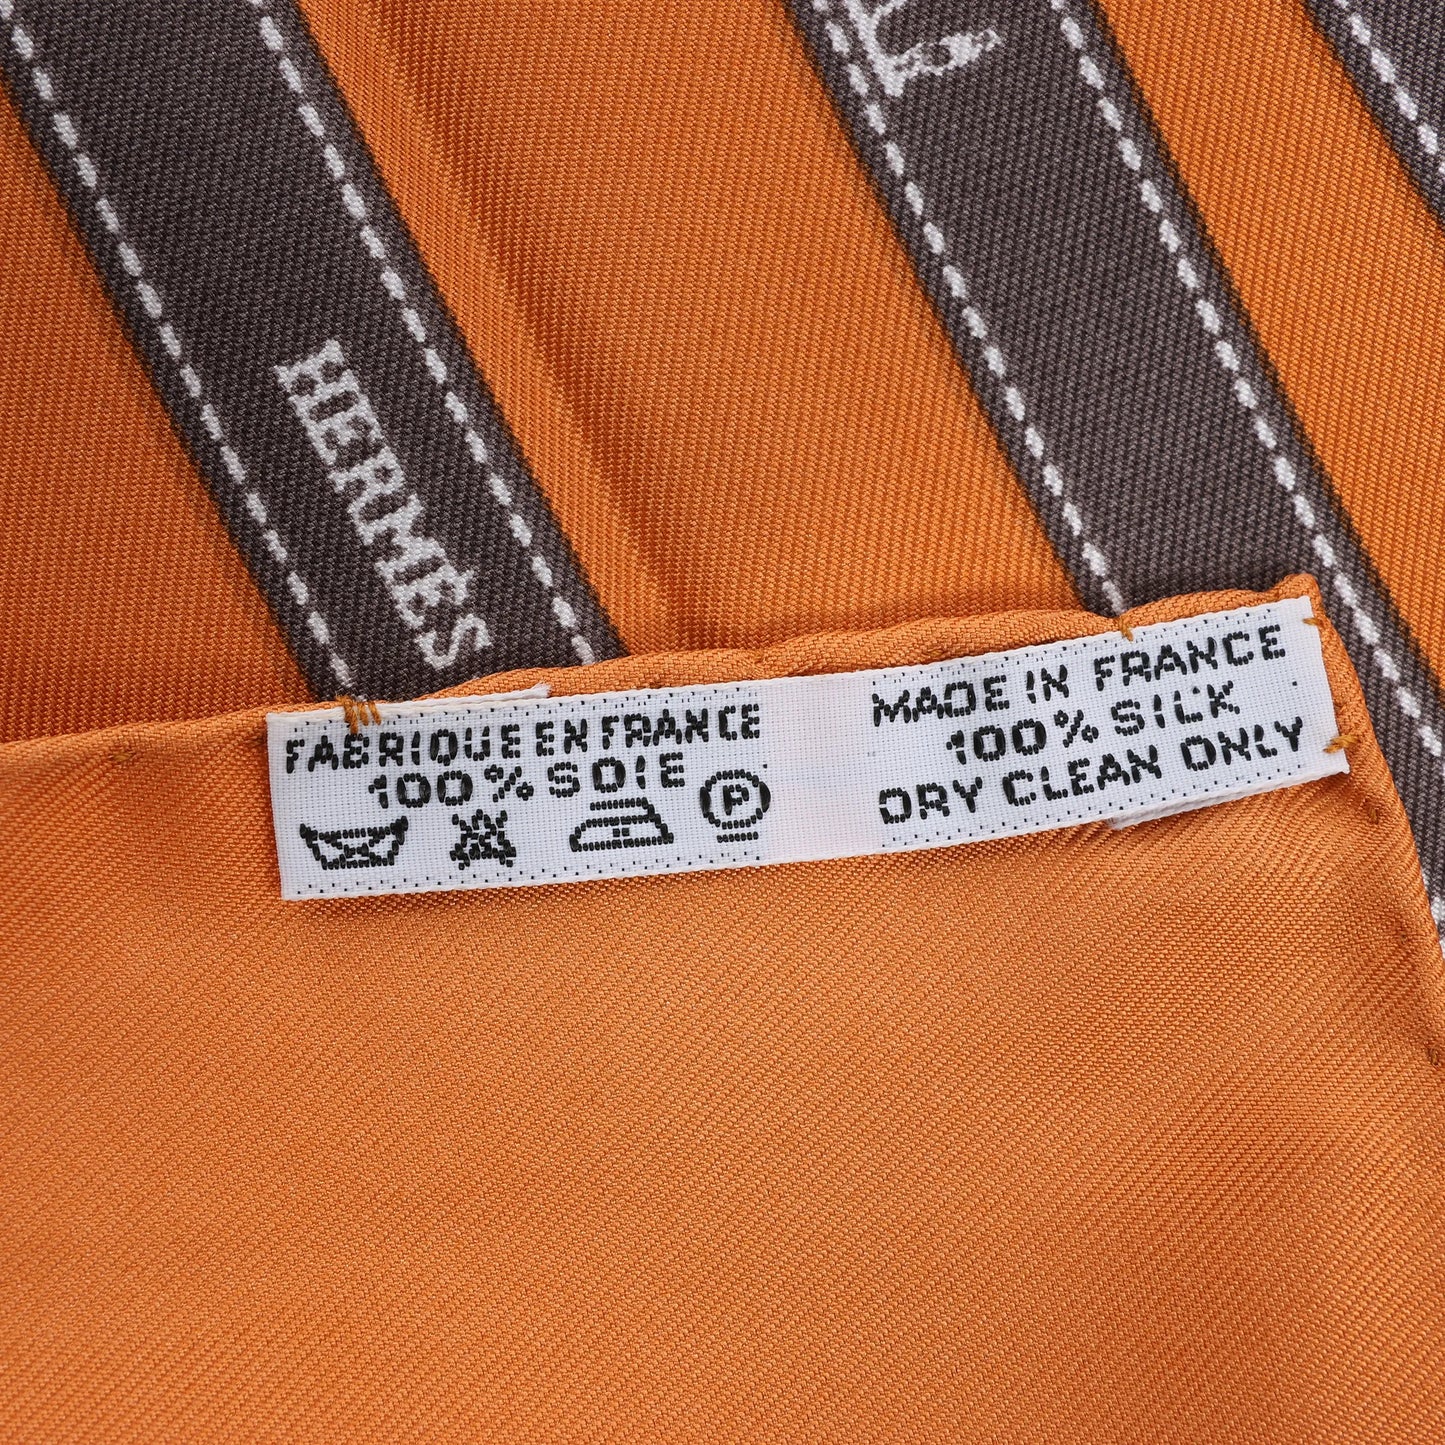 HERMÈS
FABRIQUE EN FRANCE
100% SOIE
P
MADE IN FRANCE
100% SILK
DRY CLEAN ONLY